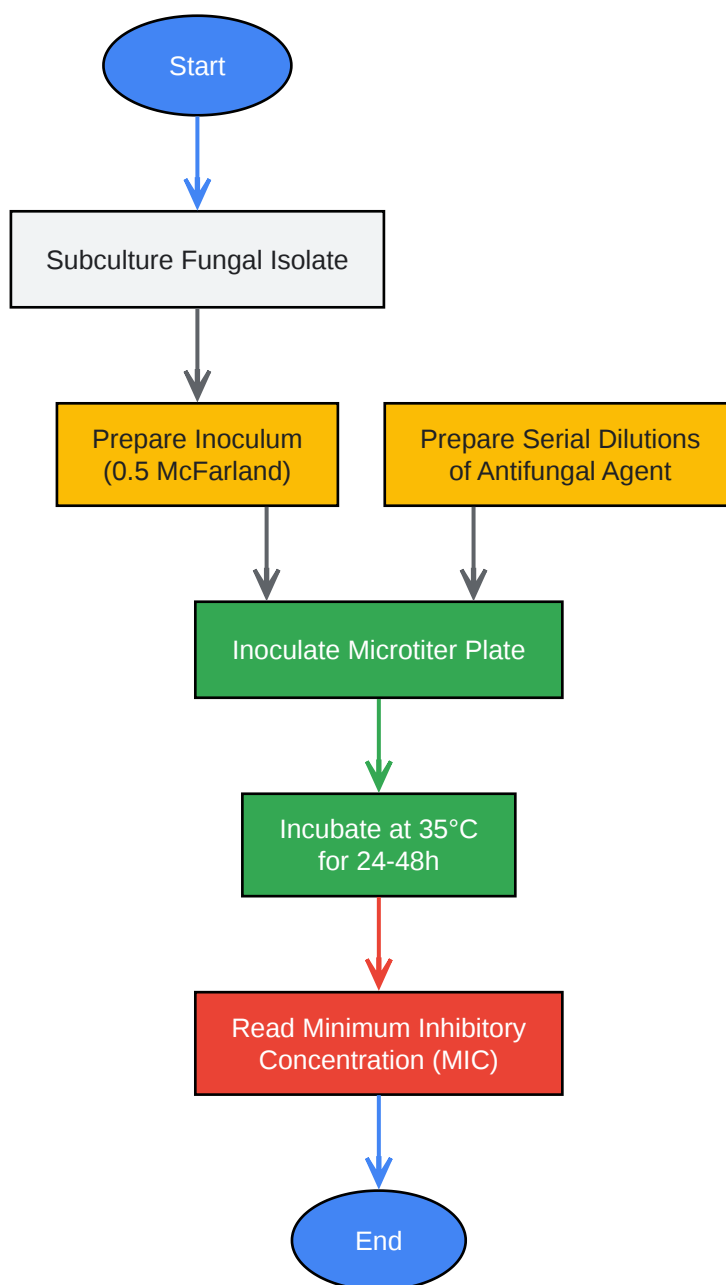 Start
Subculture Fungal Isolate
Prepare Inoculum
(0.5 McFarland)
Prepare Serial Dilutions
of Antifungal Agent
Inoculate Microtiter Plate
Incubate at 35°C
for 24-48h
Read Minimum Inhibitory
Concentration (MIC)
End